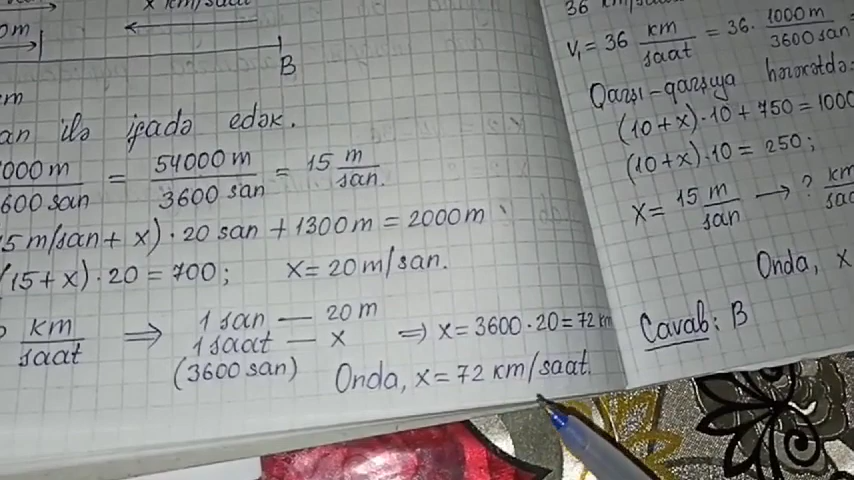 x km/saat
B
an ilə ifadə edək.
000 m / 600 san = 54000 m / 3600 san = 15 m/san.
5 m/san + x) · 20 san + 1300 m = 2000 m
(15 + x) · 20 = 700; x = 20 m/san.
km/saat ⇒ 1 san — 20 m
1 saat — x ⇒ x = 3600 · 20 = 72 km
(3600 san)
Onda, x = 72 km/saat.
36
V₁ = 36 km/saat = 36 · 1000 m / 3600 san =
Qarşı-qarşıya hərəkətdə:
(10 + x) · 10 + 750 = 1000
(10 + x) · 10 = 250;
x = 15 m/san → ? km/saa
Onda, x
Cavab: B